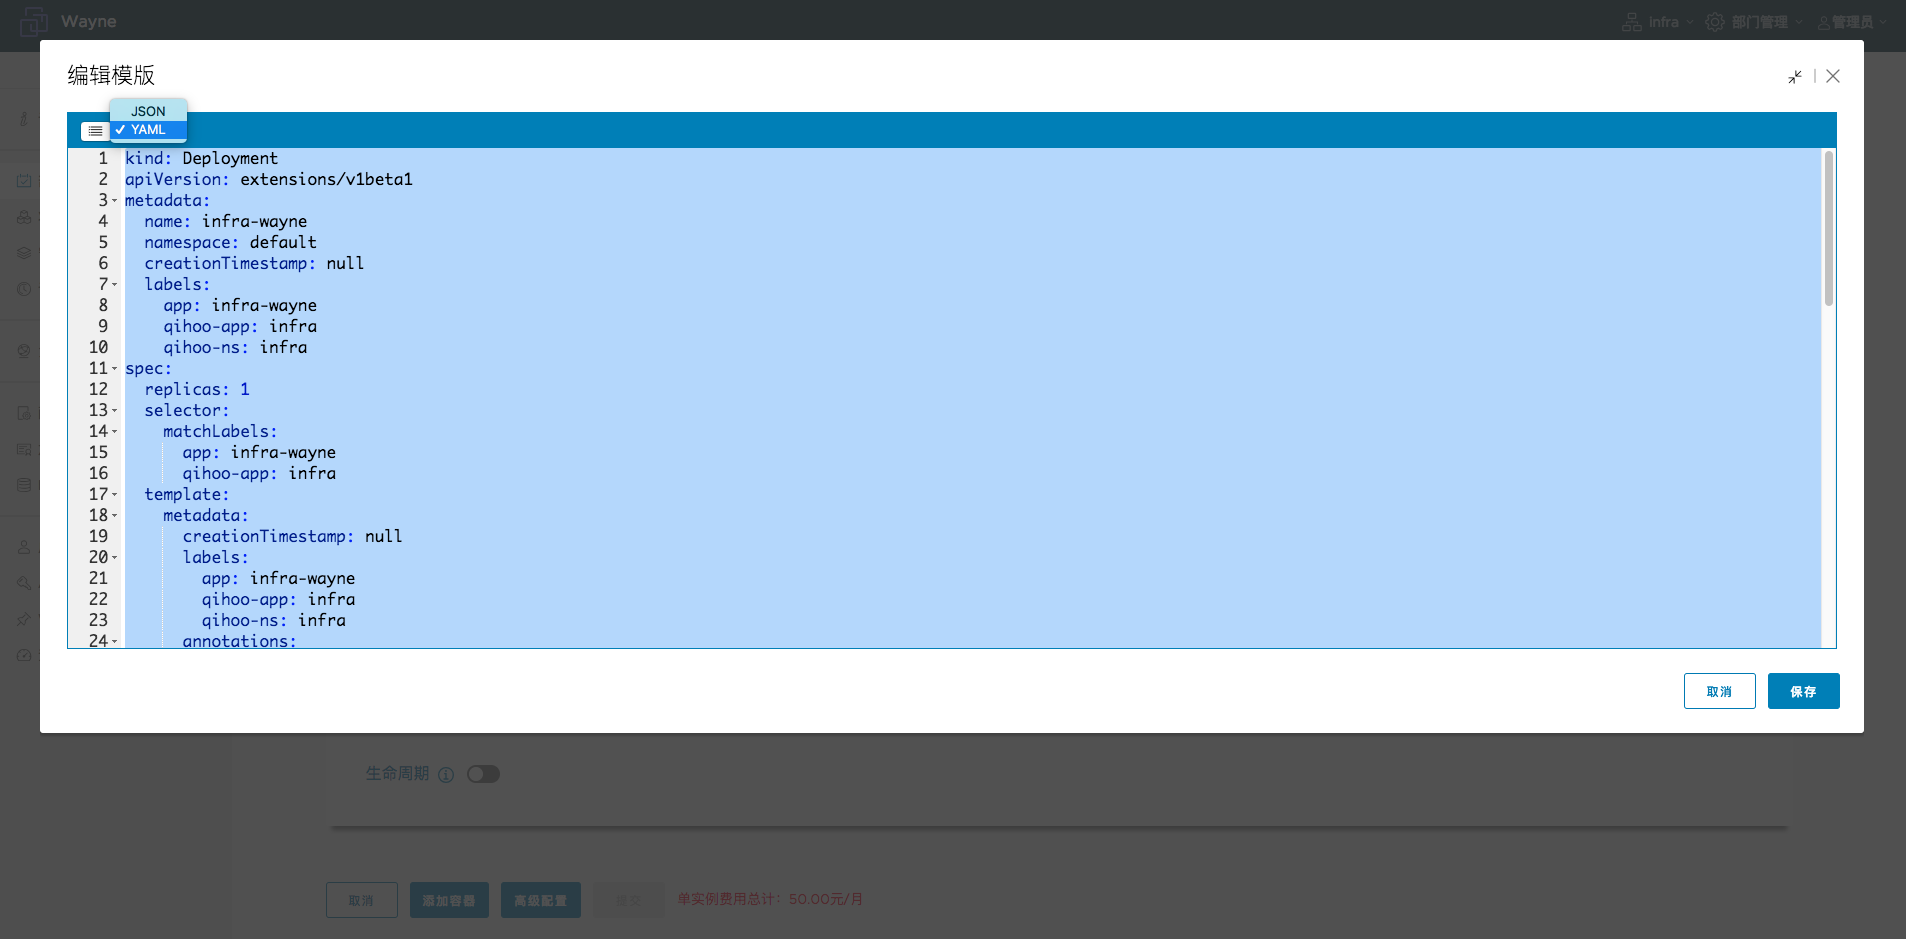 Wayne
Infra
部门管理
管理员
编辑模版
JSON
✓ YAML
1 kind: Deployment
2 apiVersion: extensions/v1beta1
3 metadata:
4 name: infra-wayne
5 namespace: default
6 creationTimestamp: null
7 labels:
8 app: infra-wayne
9 qihoo-app: infra
10 qihoo-ns: infra
11 spec:
12 replicas: 1
13 selector:
14 matchLabels:
15 app: infra-wayne
16 qihoo-app: infra
17 template:
18 metadata:
19 creationTimestamp: null
20 labels:
21 app: infra-wayne
22 qihoo-app: infra
23 qihoo-ns: infra
24 annotations:
取消
保存
生命周期
取消
添加容器
高级配置
提交
单实例费用总计：50.00元/月